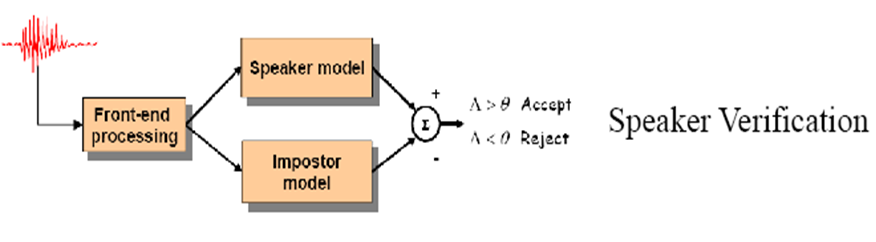 Front-end
processing
Speaker model
Impostor
model
+
Σ
-
Λ > θ Accept
Λ < θ Reject
Speaker Verification